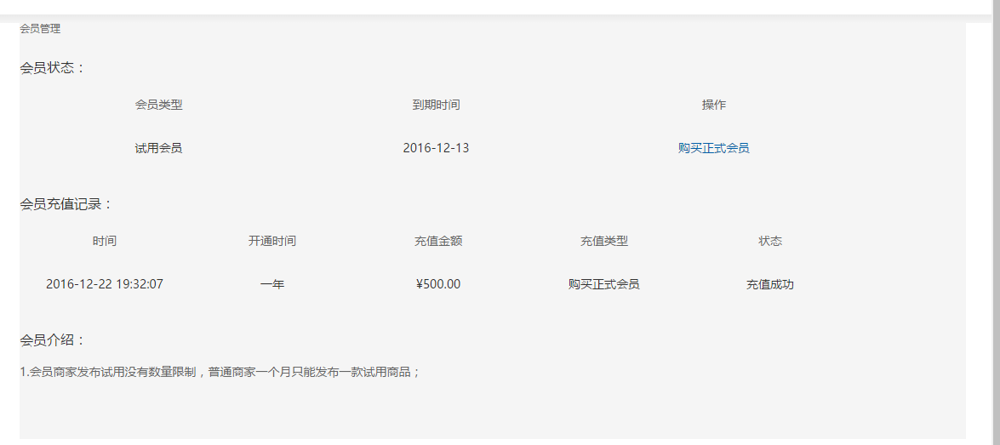 会员管理
会员状态：
会员类型 到期时间 操作
试用会员 2016-12-13 购买正式会员
会员充值记录：
时间 开通时间 充值金额 充值类型 状态
2016-12-22 19:32:07 一年 ¥500.00 购买正式会员 充值成功
会员介绍：
1.会员商家发布试用没有数量限制，普通商家一个月只能发布一款试用商品；